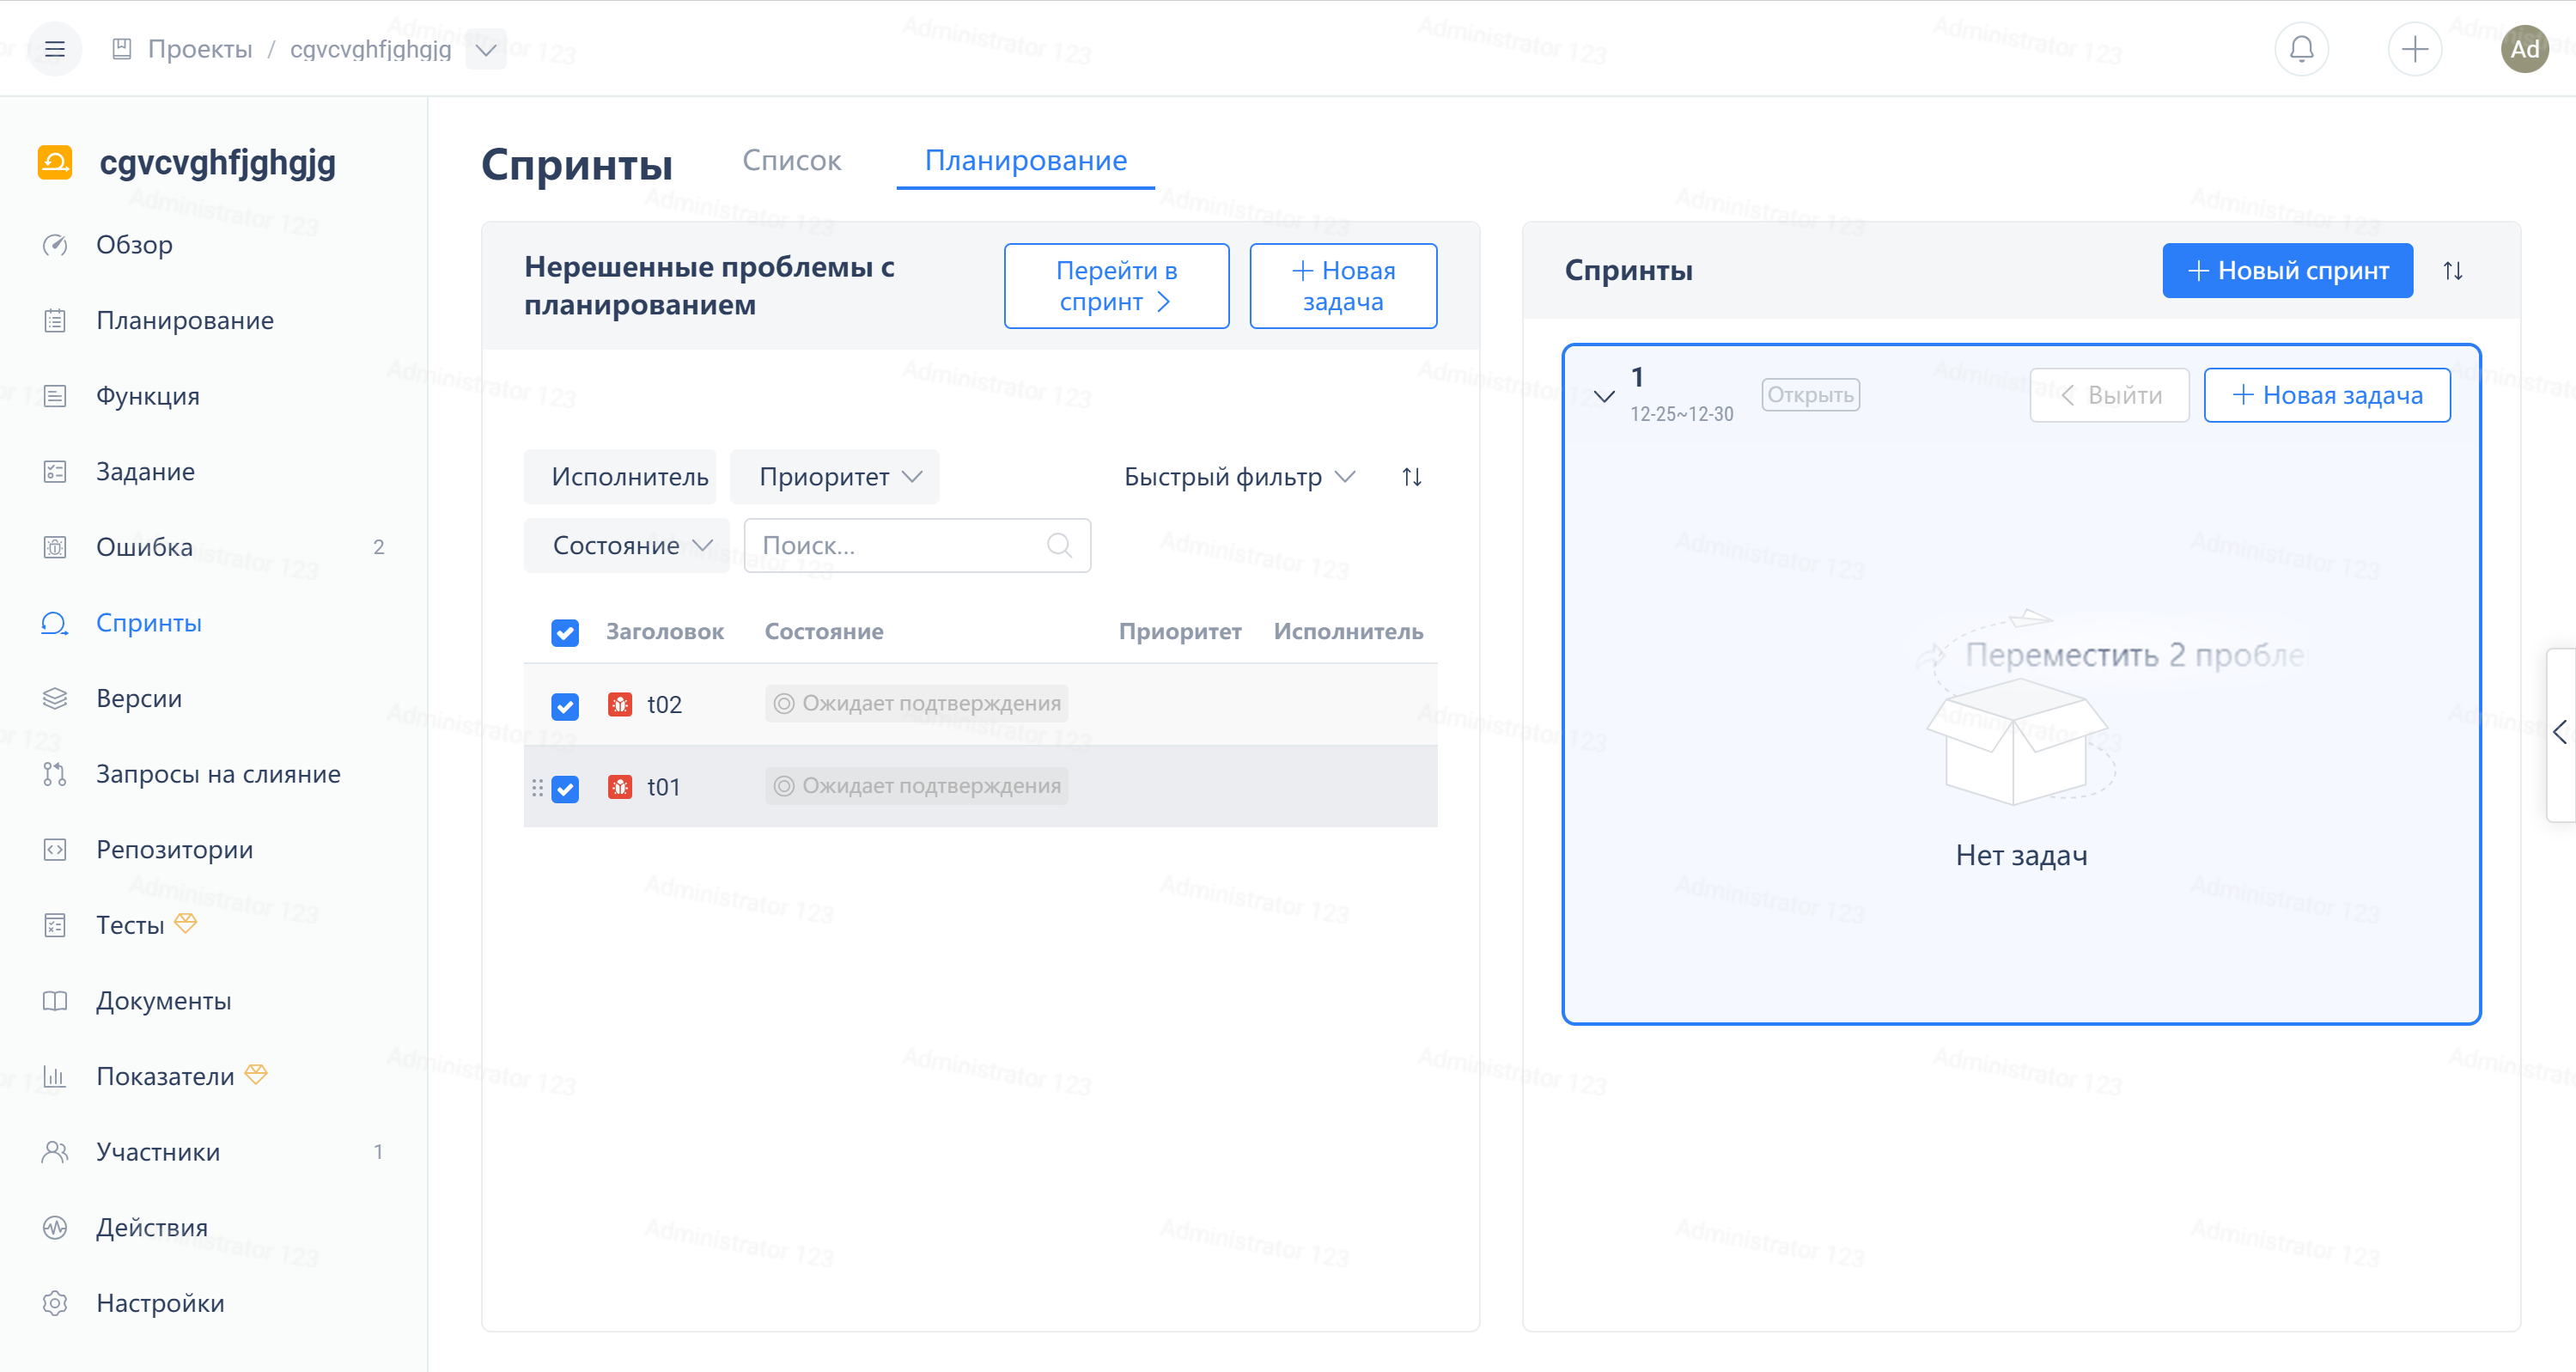 Проекты / cgvcvghfjghgjg
Ad
cgvcvghfjghgjg
Обзор
Планирование
Функция
Задание
Ошибка 2
Спринты
Версии
Запросы на слияние
Репозитории
Тесты
Документы
Показатели
Участники 1
Действия
Настройки
Спринты Список Планирование
Нерешенные проблемы с
планированием
Перейти в
спринт
Новая
задача
Исполнитель Приоритет Быстрый фильтр
Состояние Поиск...
Заголовок Состояние Приоритет Исполнитель
t02 Ожидает подтверждения
t01 Ожидает подтверждения
Спринты Новый спринт
1
12-25~12-30
Открыть
Выйти
Новая задача
Переместить 2
Нет задач
Administrator 123